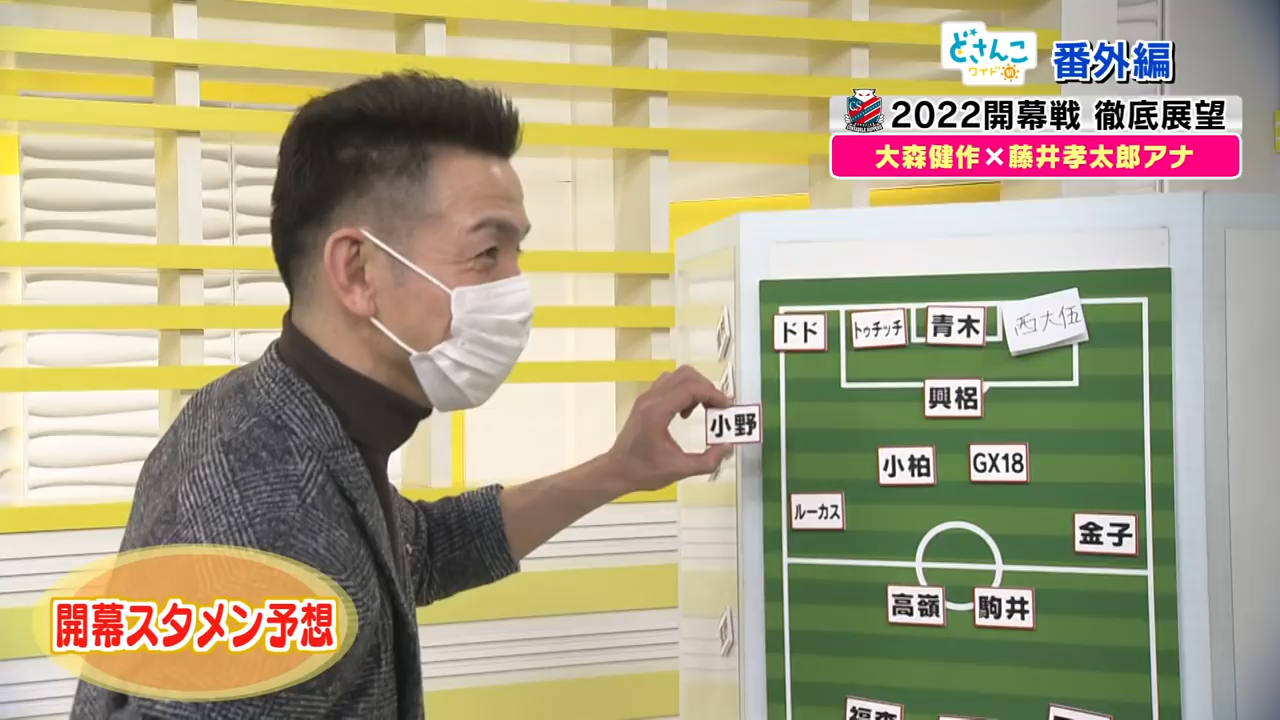 どさんこ
ワイド
番外編
2022開幕戦 徹底展望
大森健作×藤井孝太郎アナ
ドド
トゥチッチ
青木
西大伍
興梠
小野
小柏
GX18
ルーカス
金子
高嶺
駒井
福森
開幕スタメン予想